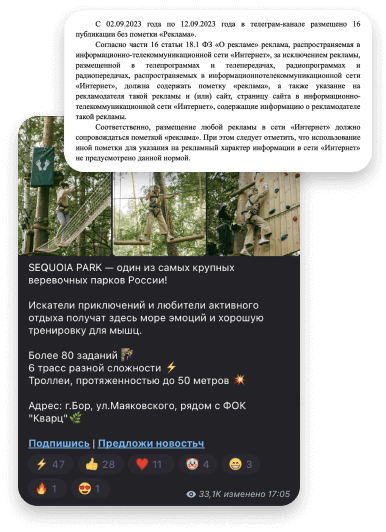 С 02.09.2023 года по 12.09.2023 года в телеграм-канале размещено 16
публикации без пометки «Реклама».
Согласно части 16 статьи 18.1 ФЗ «О рекламе» реклама, распространяемая в
информационно-телекоммуникационной сети «Интернет», за исключением рекламы,
размещенной в телепрограммах и телепередачах, радиопрограммах и
радиопередачах, распространяемых в информационнотелекоммуникационной сети
«Интернет», должна содержать пометку «реклама», а также указание на
рекламодателя такой рекламы и (или) сайт, страницу сайта в информационно-
телекоммуникационной сети «Интернет», содержащие информацию о рекламодателе
такой рекламы.
Соответственно, размещение любой рекламы в сети «Интернет» должно
сопровождаться пометкой «реклама». При этом следует отметить, что использование
иной пометки для указания на рекламный характер информации в сети «Интернет»
не предусмотрено данной нормой.
SEQUOIA PARK — один из самых крупных
веревочных парков России!
Искатели приключений и любители активного
отдыха получат здесь море эмоций и хорошую
тренировку для мышц.
Более 80 заданий
6 трасс разной сложности ⚡
Троллеи, протяженностью до 50 метров 💥
Адрес: г.Бор, ул.Маяковского, рядом с ФОК
"Кварц"🌿
Подпишись | Предложи новостьч
⚡ 47 👍 28 ❤ 11 🤡 4 😁 3
🔥 1 😍 1
33,1K изменено 17:05